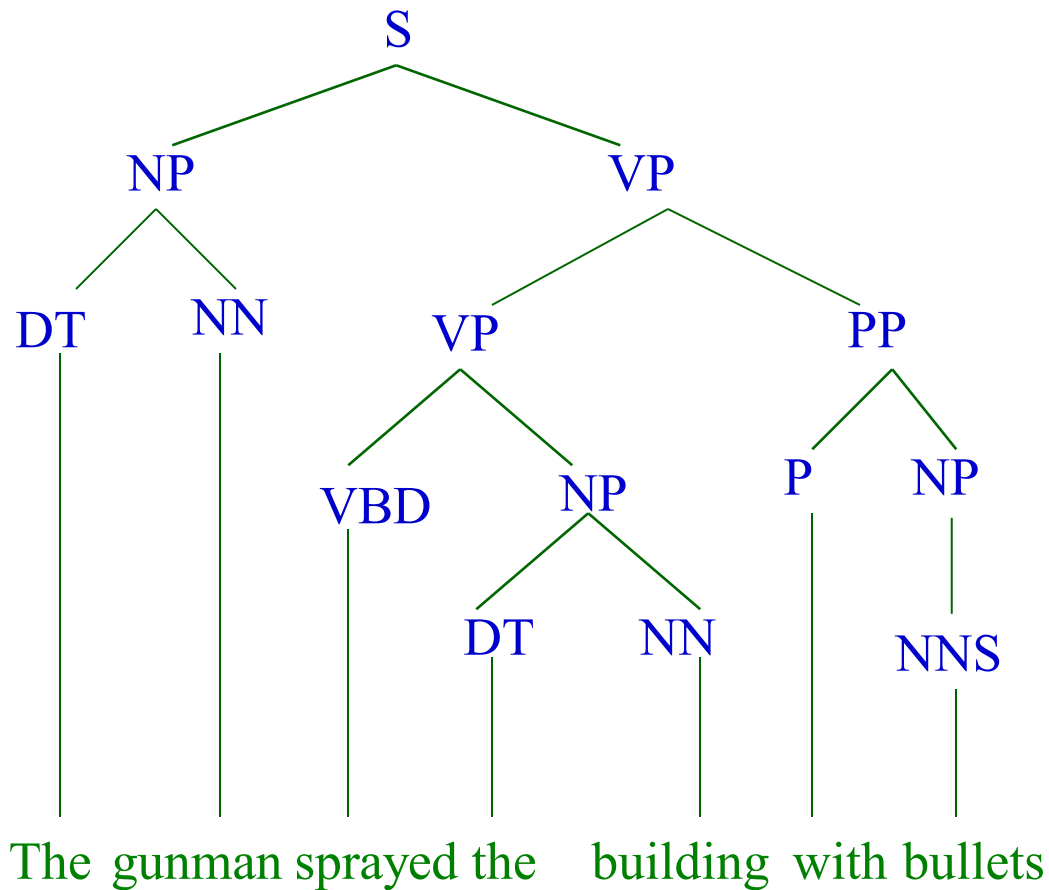 S
NP VP
DT NN VP PP
VBD NP P NP
DT NN NNS
The gunman sprayed the building with bullets